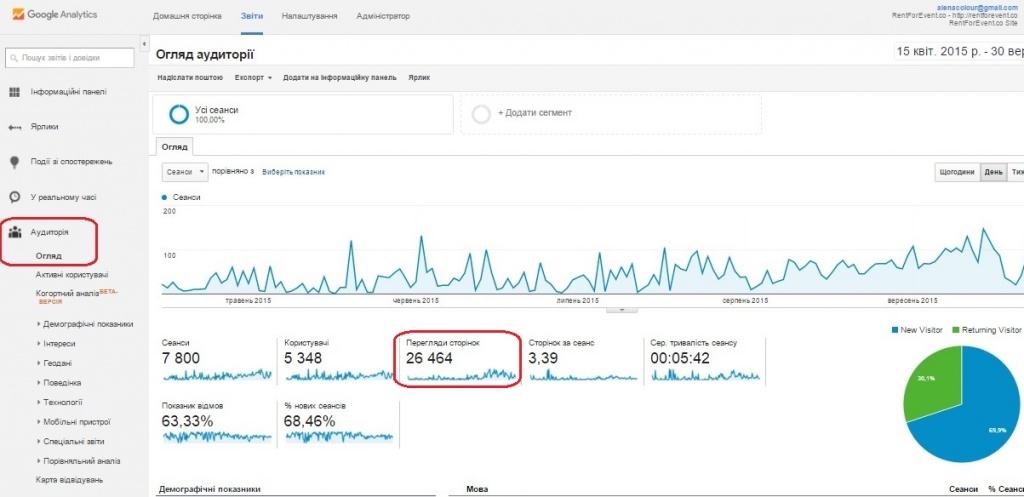 Google Analytics
Домашня сторінка Звіти Налаштування Адміністратор
alenacolour@gmail.com
RentForEvent.co - http://rentforevent.co
RentForEvent.co Site
Пошук звітів і довідки
Огляд аудиторії
15 квіт. 2015 р. - 30 вер
Надіслати поштою Експорт Додати на інформаційну панель Ярлик
Інформаційні панелі
Ярлики
Події зі спостережень
У реальному часі
Аудиторія
Огляд
Активні користувачі
Когортний аналіз БЕТА-
ВЕРСІЯ
Демографічні показники
Інтереси
Геодані
Поведінка
Технології
Мобільні пристрої
Спеціальні звіти
Порівняльний аналіз
Карта відвідувань
Усі сеанси
100,00%
+ Додати сегмент
Огляд
Сеанси порівняно з Виберіть показник
Щогодини День Тиж
Сеанси
200
100
травень 2015 червень 2015 липень 2015 серпень 2015 вересень 2015
Сеанси
7 800
Користувачі
5 348
Перегляди сторінок
26 464
Сторінок за сеанс
3,39
Сер. тривалість сеансу
00:05:42
Показник відмов
63,33%
% нових сеансів
68,46%
New Visitor Returning Visitor
30,1%
69,9%
Демографічні показники Мова Сеанси % Сеанс